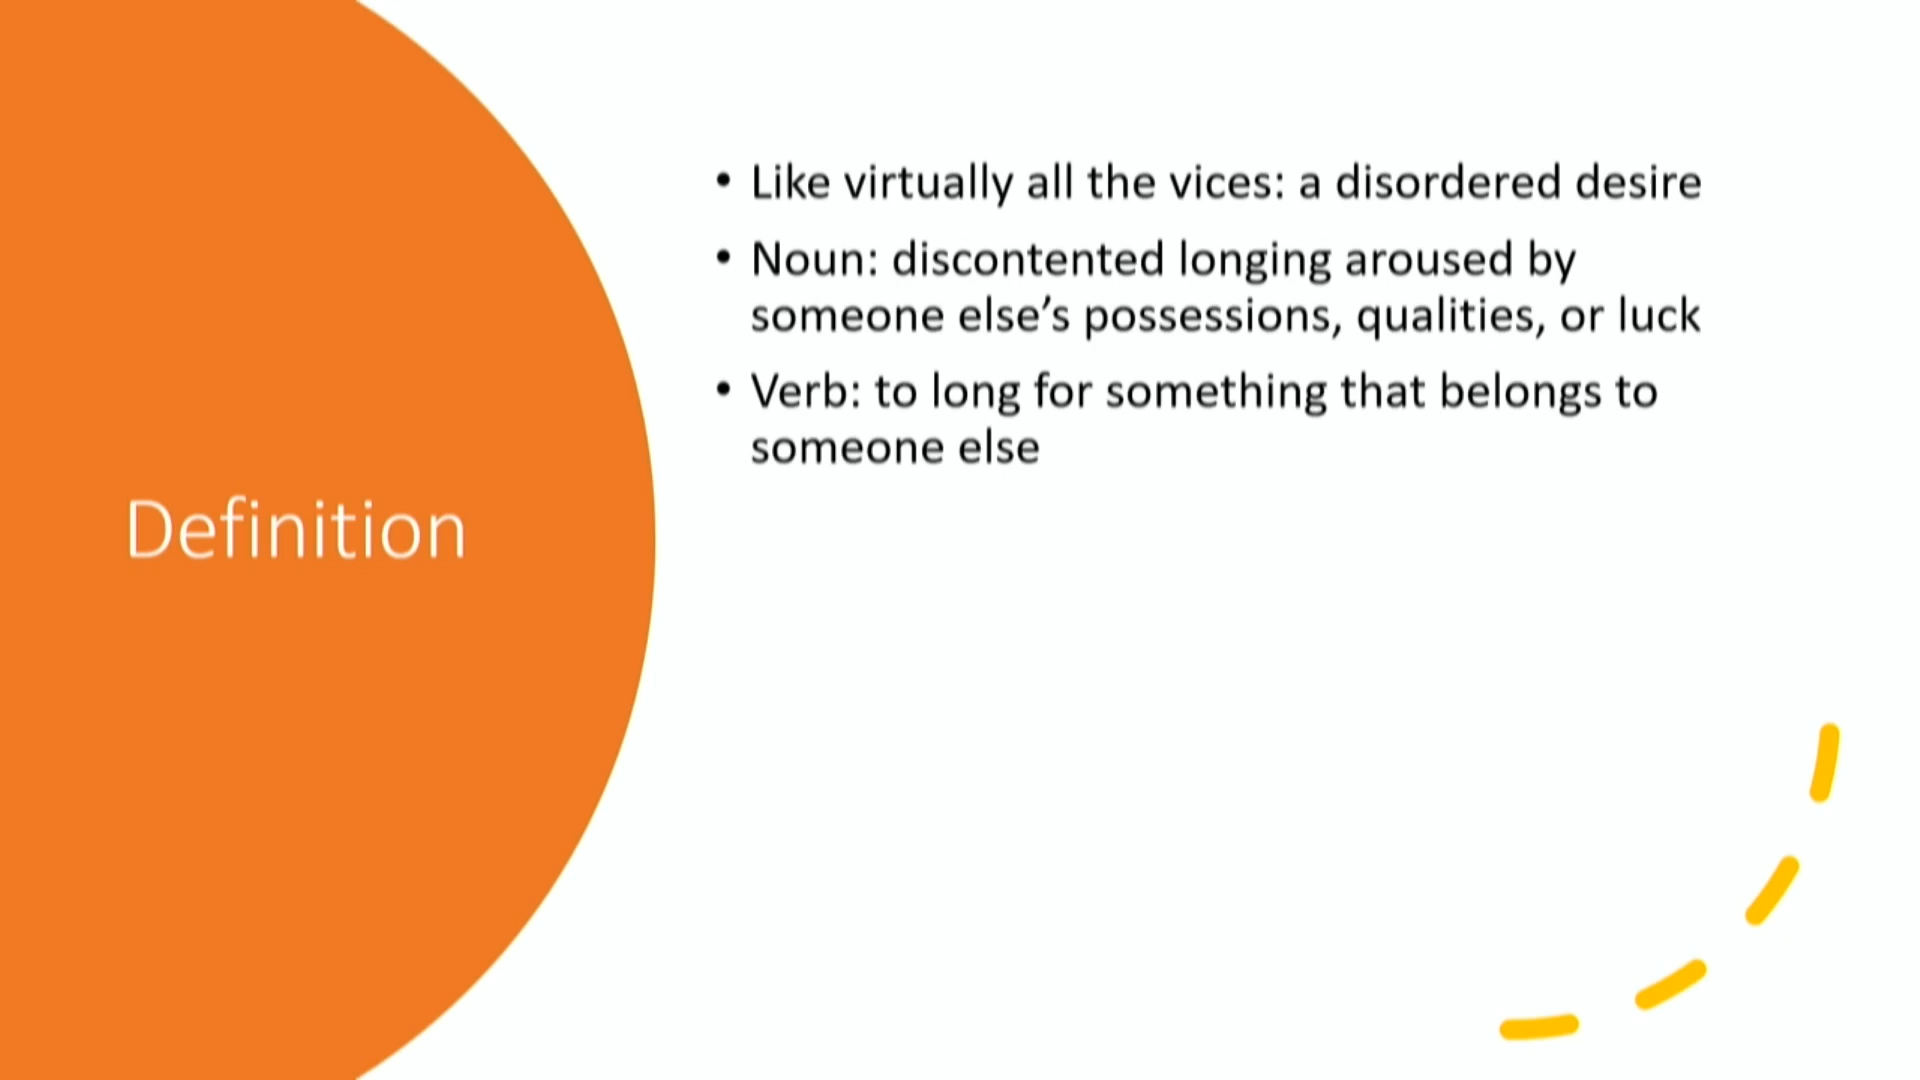 Definition
• Like virtually all the vices: a disordered desire
• Noun: discontented longing aroused by
someone else’s possessions, qualities, or luck
• Verb: to long for something that belongs to
someone else